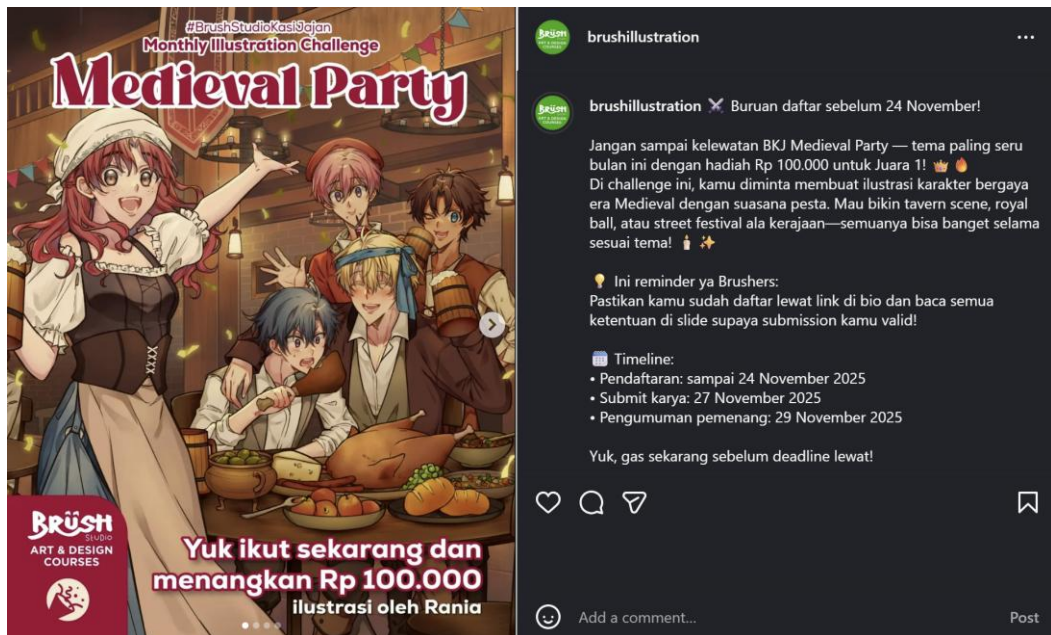 #BrushStudioKasiJajan
Monthly Illustration Challenge
Medieval Party
BRÜSH
STUDIO
ART & DESIGN
COURSES
Yuk ikut sekarang dan
menangkan Rp 100.000
ilustrasi oleh Rania
brushillustration
brushillustration ⚔️ Buruan daftar sebelum 24 November!
Jangan sampai kelewatan BKJ Medieval Party — tema paling seru
bulan ini dengan hadiah Rp 100.000 untuk Juara 1! 👑 🔥
Di challenge ini, kamu diminta membuat ilustrasi karakter bergaya
era Medieval dengan suasana pesta. Mau bikin tavern scene, royal
ball, atau street festival ala kerajaan—semuanya bisa banget selama
sesuai tema! 🕯️ ✨
💡 Ini reminder ya Brushers:
Pastikan kamu sudah daftar lewat link di bio dan baca semua
ketentuan di slide supaya submission kamu valid!
🗓️ Timeline:
• Pendaftaran: sampai 24 November 2025
• Submit karya: 27 November 2025
• Pengumuman pemenang: 29 November 2025
Yuk, gas sekarang sebelum deadline lewat!
Add a comment...
Post